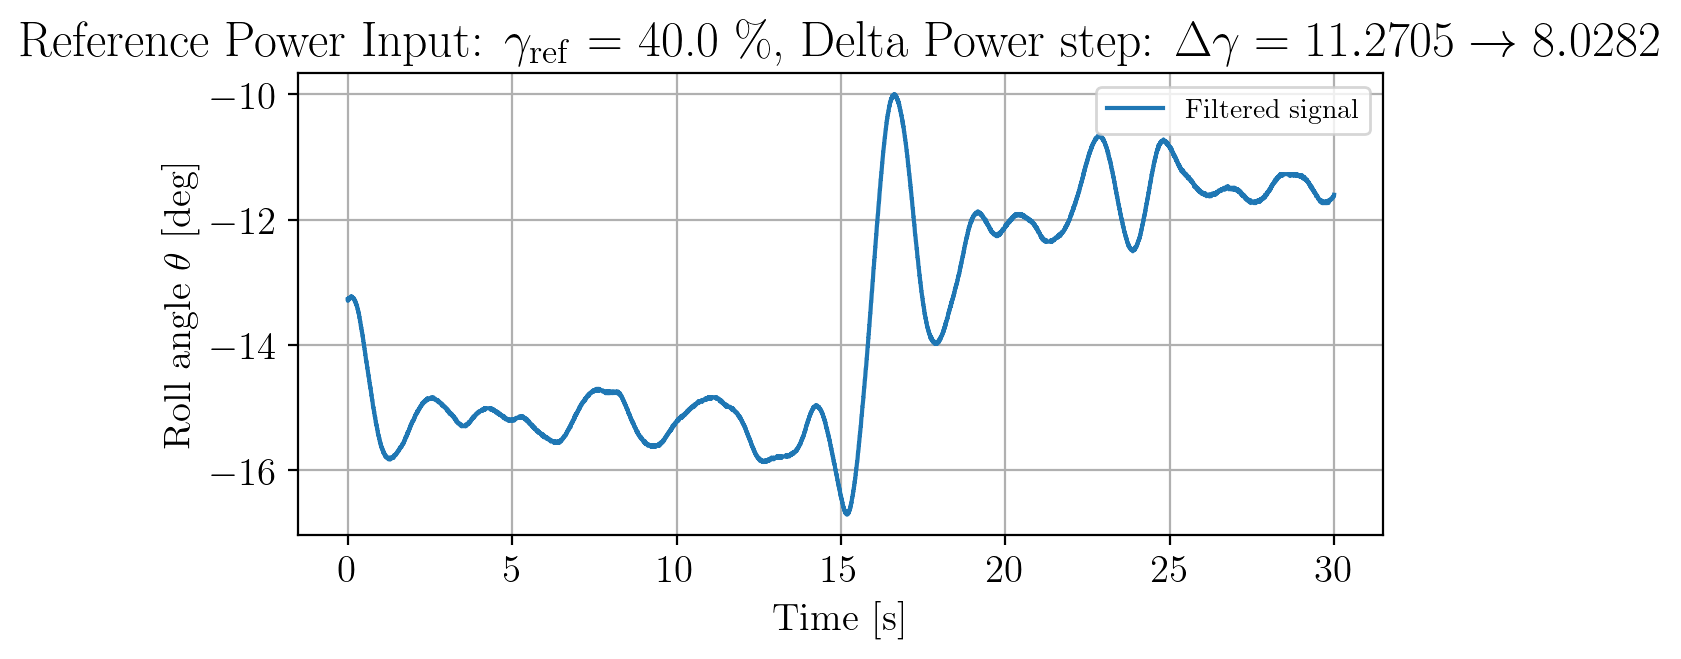 Reference Power Input: γref = 40.0 %, Delta Power step: Δγ = 11.2705 → 8.0282
Filtered signal
Roll angle θ [deg]
−10
−12
−14
−16
0 5 10 15 20 25 30
Time [s]